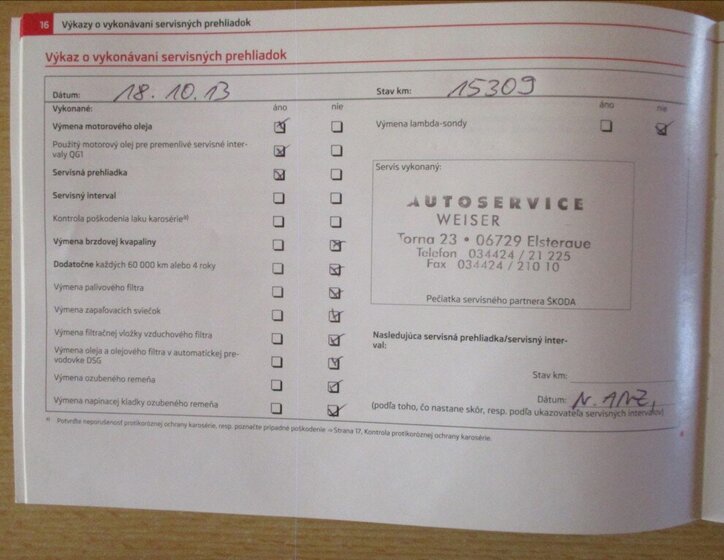 16 Výkazy o vykonávaní servisných prehliadok
Výkaz o vykonávaní servisných prehliadok
Dátum: 18.10.13 Stav km: 15309
Vykonané: áno nie áno nie
Výmena motorového oleja
Výmena lambda-sondy
Použitý motorový olej pre premenlivé servisné inter-
valy QG1
Servisná prehliadka
Servisný interval
Kontrola poškodenia laku karosérie a)
Výmena brzdovej kvapaliny
Dodatočne každých 60 000 km alebo 4 roky
Výmena palivového filtra
Výmena zapaľovacích sviečok
Výmena filtračnej vložky vzduchového filtra
Výmena oleja a olejového filtra v automatickej pre-
vodovke DSG
Výmena ozubeného remeňa
Výmena napínacej kladky ozubeného remeňa
Servis vykonaný:
AUTOSERVICE
WEISER
Torna 23 • 06729 Elsteraue
Telefon 034424 / 21 225
Fax 034424 / 210 10
Pečiatka servisného partnera ŠKODA
Nasledujúca servisná prehliadka/servisný inter-
val:
Stav km:
Dátum: N. ANZ.
(podľa toho, čo nastane skôr, resp. podľa ukazovateľa servisných intervalov)
a) Potvrďte neporušenosť protikoróznej ochrany karosérie, resp. poznačte prípadné poškodenie → Strana 17, Kontrola protikoróznej ochrany karosérie.